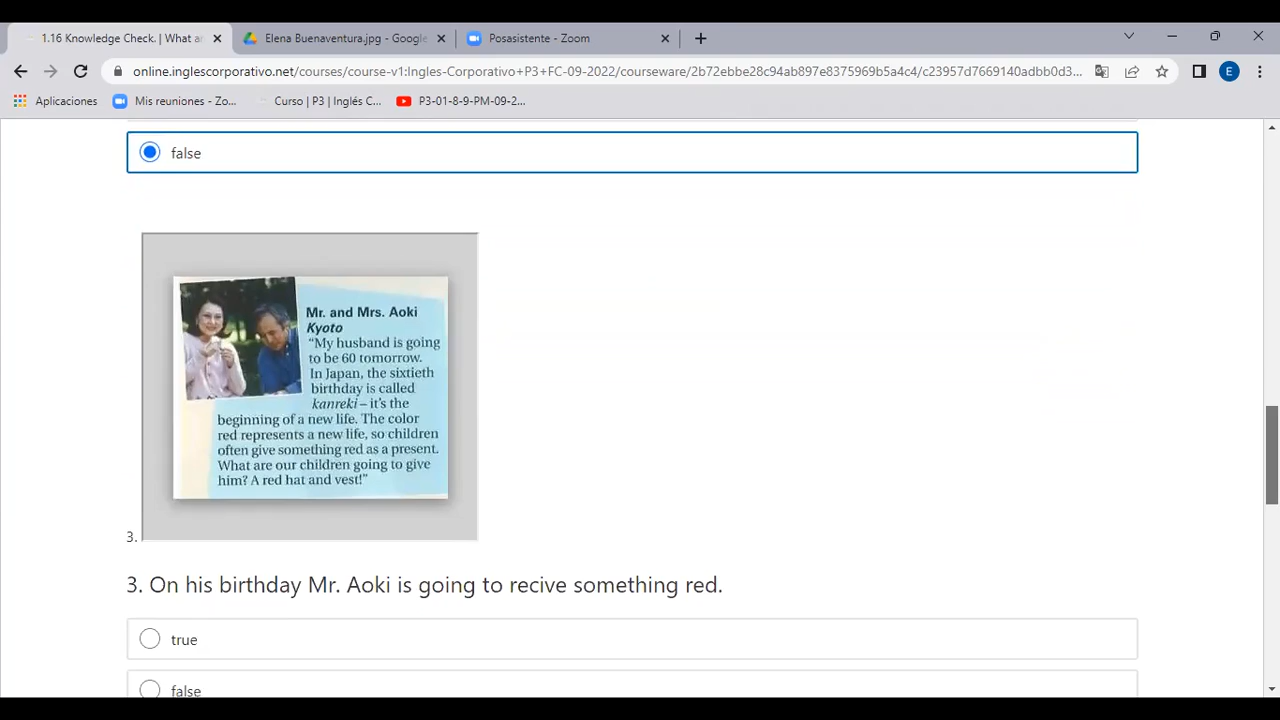 1.16 Knowledge Check. | What a
Elena Buenaventura.jpg - Google
Posasistente - Zoom
online.inglescorporativo.net/courses/course-v1:Ingles-Corporativo+P3+FC-09-2022/courseware/2b72ebbe28c94ab897e8375969b5a4c4/c23957d7669140adbb0d3...
E
Aplicaciones
Mis reuniones - Zo...
Curso | P3 | Inglés C...
P3-01-8-9-PM-09-2...
false
Mr. and Mrs. Aoki
Kyoto
"My husband is going
to be 60 tomorrow.
In Japan, the sixtieth
birthday is called
kanreki – it's the
beginning of a new life. The color
red represents a new life, so children
often give something red as a present.
What are our children going to give
him? A red hat and vest!"
3.
3. On his birthday Mr. Aoki is going to recive something red.
true
false